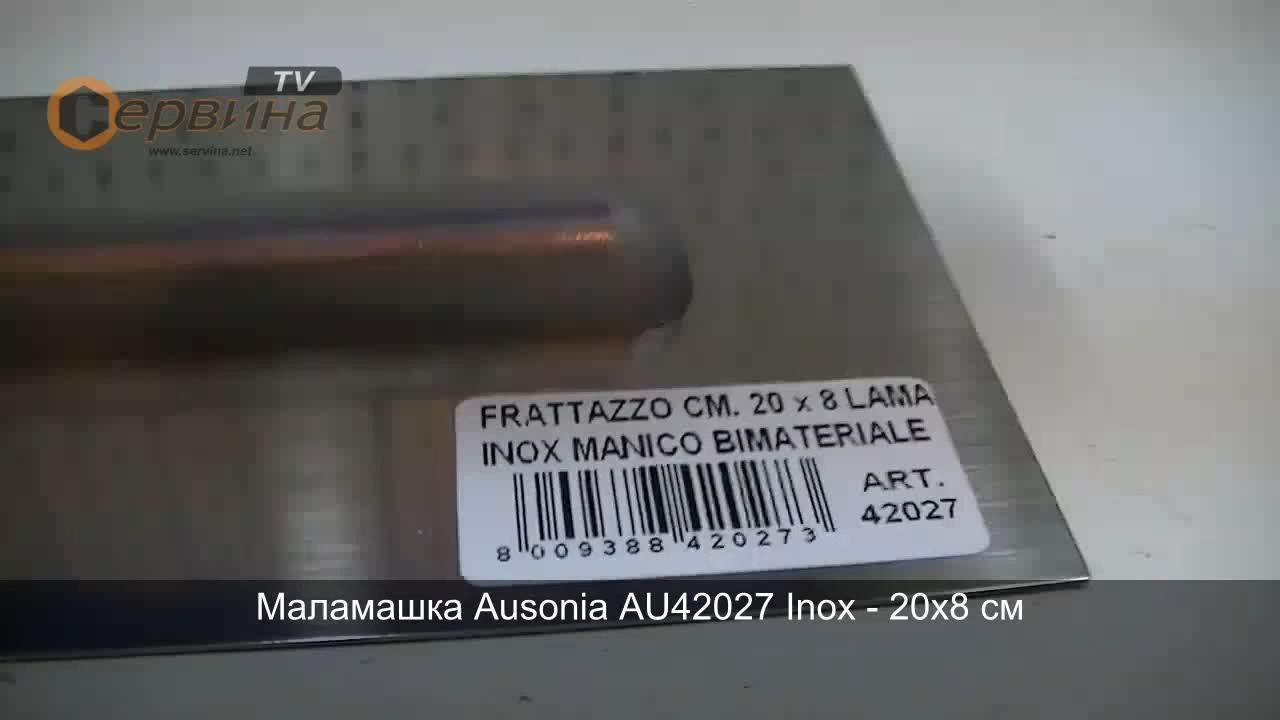 TV
Сервина
www.servina.net
FRATTAZZO CM. 20 x 8 LAMA
INOX MANICO BIMATERIALE
ART.
42027
8 009388 420273
Маламашка Ausonia AU42027 Inox - 20x8 см